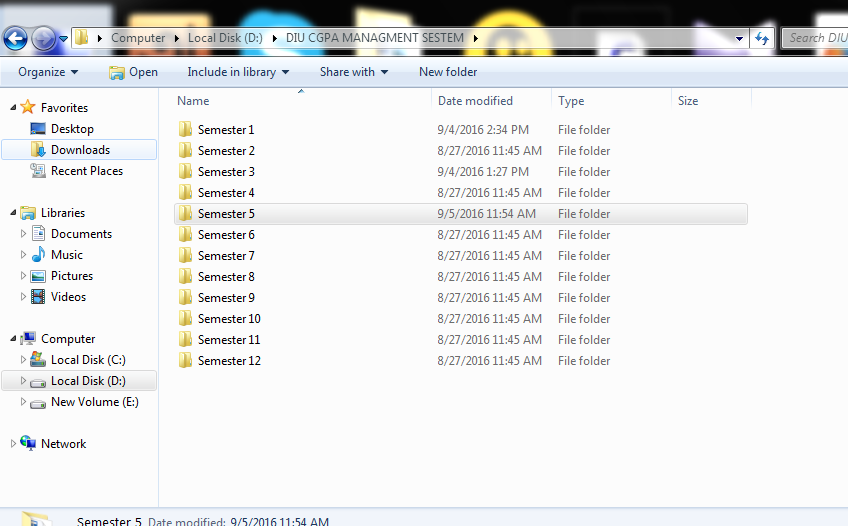 Computer Local Disk (D:) DIU CGPA MANAGMENT SESTEM Search DIU
Organize Open Include in library Share with New folder
Favorites
Desktop
Downloads
Recent Places
Libraries
Documents
Music
Pictures
Videos
Computer
Local Disk (C:)
Local Disk (D:)
New Volume (E:)
Network
Name Date modified Type Size
Semester 1 9/4/2016 2:34 PM File folder
Semester 2 8/27/2016 11:45 AM File folder
Semester 3 9/4/2016 1:27 PM File folder
Semester 4 8/27/2016 11:45 AM File folder
Semester 5 9/5/2016 11:54 AM File folder
Semester 6 8/27/2016 11:45 AM File folder
Semester 7 8/27/2016 11:45 AM File folder
Semester 8 8/27/2016 11:45 AM File folder
Semester 9 8/27/2016 11:45 AM File folder
Semester 10 8/27/2016 11:45 AM File folder
Semester 11 8/27/2016 11:45 AM File folder
Semester 12 8/27/2016 11:45 AM File folder
Semester 5 Date modified: 9/5/2016 11:54 AM